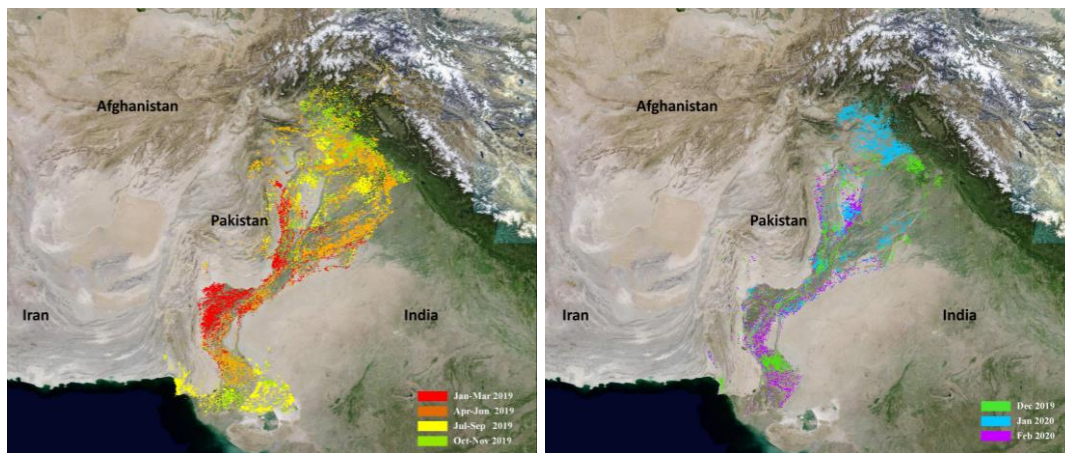 Afghanistan
Pakistan
Iran
India
Jan-Mar 2019
Apr-Jun 2019
Jul-Sep 2019
Oct-Nov 2019
Afghanistan
Pakistan
Iran
India
Dec 2019
Jan 2020
Feb 2020